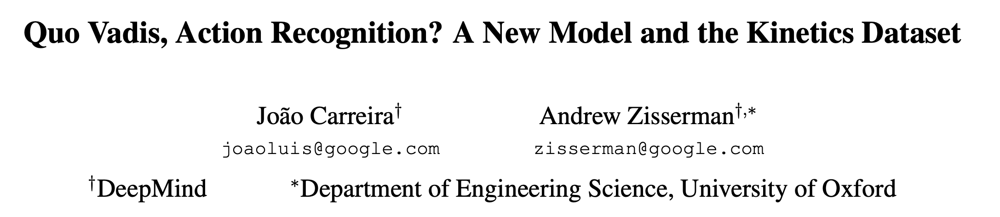 Quo Vadis, Action Recognition? A New Model and the Kinetics Dataset
João Carreira† Andrew Zisserman†,*
joaoluis@google.com zisserman@google.com
†DeepMind *Department of Engineering Science, University of Oxford